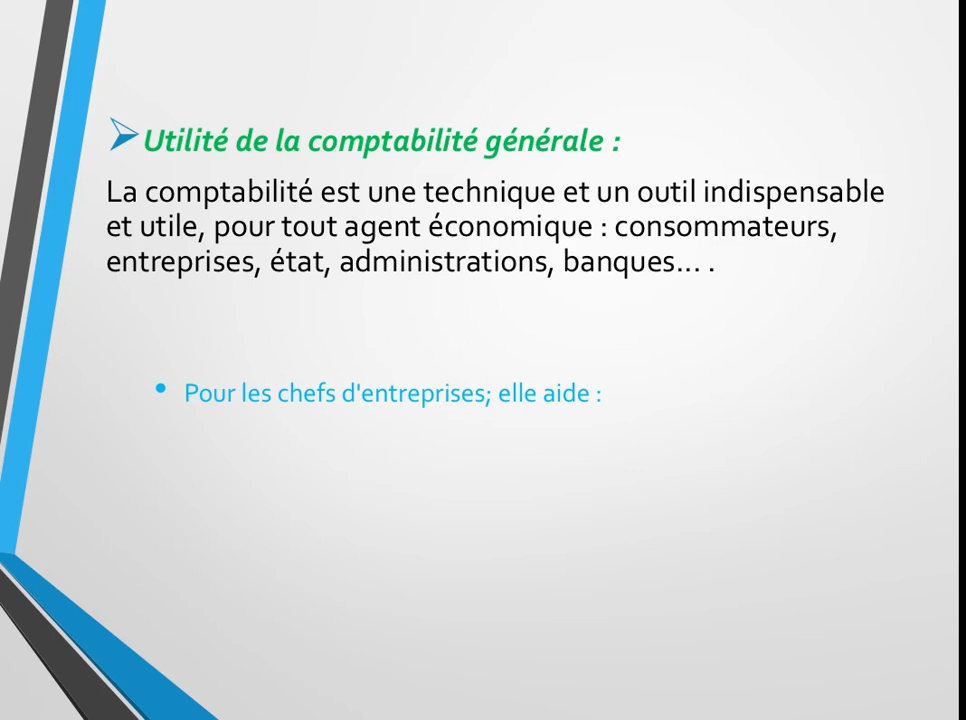 Utilité de la comptabilité générale :
La comptabilité est une technique et un outil indispensable
et utile, pour tout agent économique : consommateurs,
entreprises, état, administrations, banques... .
• Pour les chefs d'entreprises; elle aide :